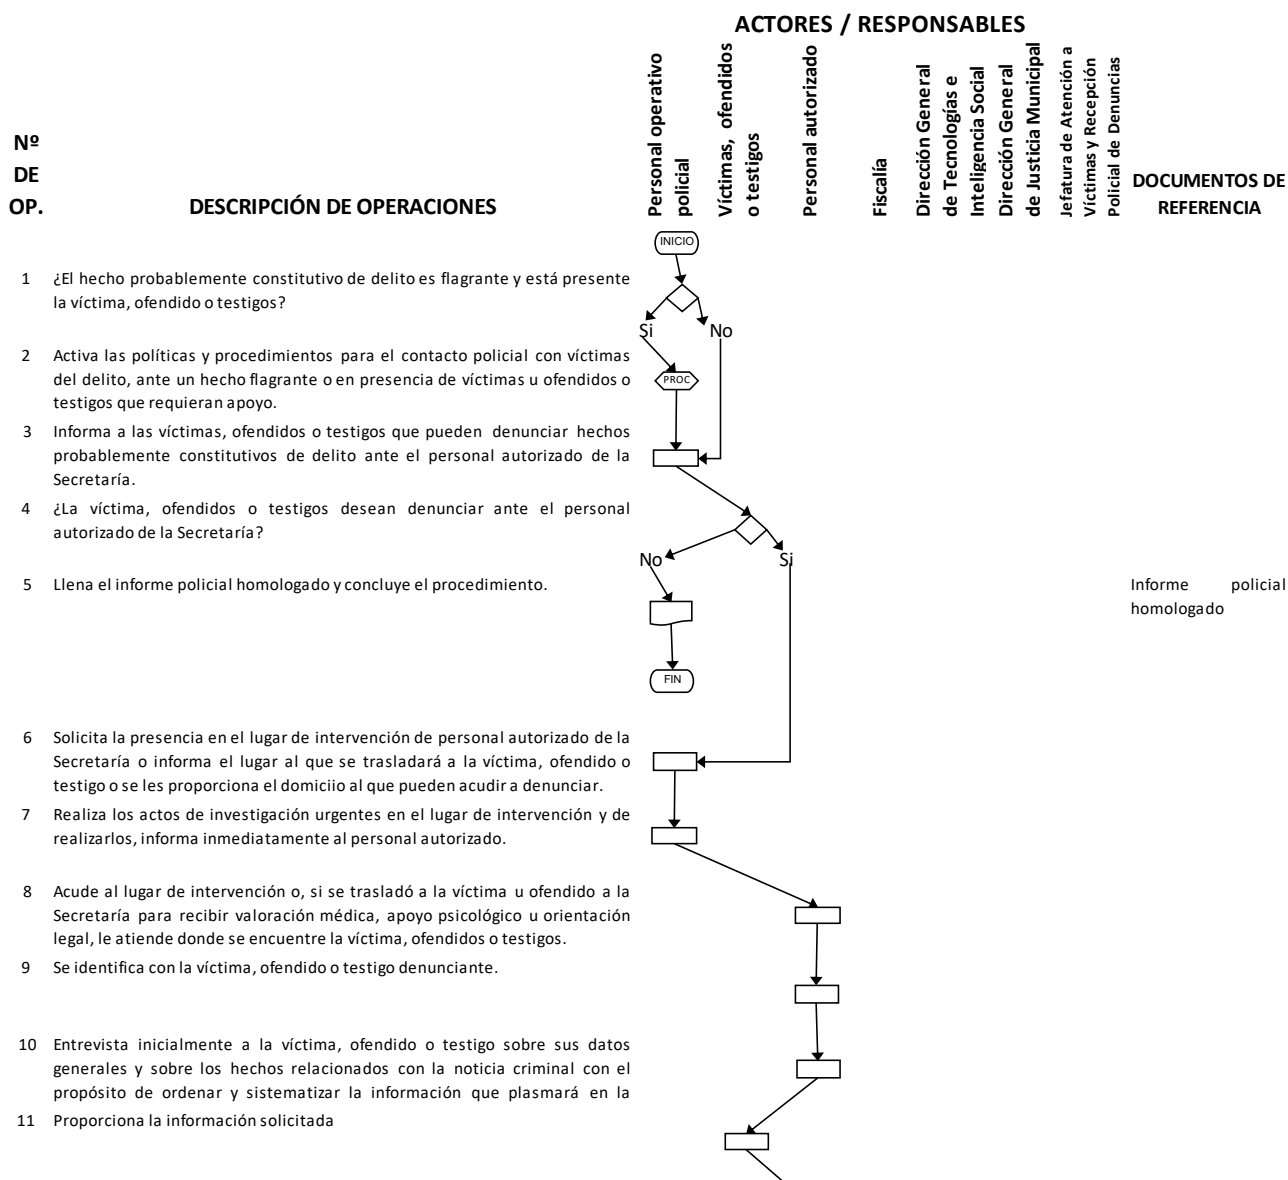 ACTORES / RESPONSABLES
Nº
DE
OP.
DESCRIPCIÓN DE OPERACIONES
Personal operativo
policial
Víctimas, ofendidos
o testigos
Personal autorizado
Fiscalía
Dirección General
de Tecnologías e
Inteligencia Social
Dirección General
de Justicia Municipal
Jefatura de Atención a
Víctimas y Recepción
Policial de Denuncias
DOCUMENTOS DE
REFERENCIA
INICIO
1 ¿El hecho probablemente constitutivo de delito es flagrante y está presente
la víctima, ofendido o testigos?
Si No
2 Activa las políticas y procedimientos para el contacto policial con víctimas
del delito, ante un hecho flagrante o en presencia de víctimas u ofendidos o
testigos que requieran apoyo.
PROC
3 Informa a las víctimas, ofendidos o testigos que pueden denunciar hechos
probablemente constitutivos de delito ante el personal autorizado de la
Secretaría.
4 ¿La víctima, ofendidos o testigos desean denunciar ante el personal
autorizado de la Secretaría?
No Si
5 Llena el informe policial homologado y concluye el procedimiento.
Informe policial
homologado
FIN
6 Solicita la presencia en el lugar de intervención de personal autorizado de la
Secretaría o informa el lugar al que se trasladará a la víctima, ofendido o
testigo o se les proporciona el domiciio al que pueden acudir a denunciar.
7 Realiza los actos de investigación urgentes en el lugar de intervención y de
realizarlos, informa inmediatamente al personal autorizado.
8 Acude al lugar de intervención o, si se trasladó a la víctima u ofendido a la
Secretaría para recibir valoración médica, apoyo psicológico u orientación
legal, le atiende donde se encuentre la víctima, ofendidos o testigos.
9 Se identifica con la víctima, ofendido o testigo denunciante.
10 Entrevista inicialmente a la víctima, ofendido o testigo sobre sus datos
generales y sobre los hechos relacionados con la noticia criminal con el
propósito de ordenar y sistematizar la información que plasmará en la
11 Proporciona la información solicitada